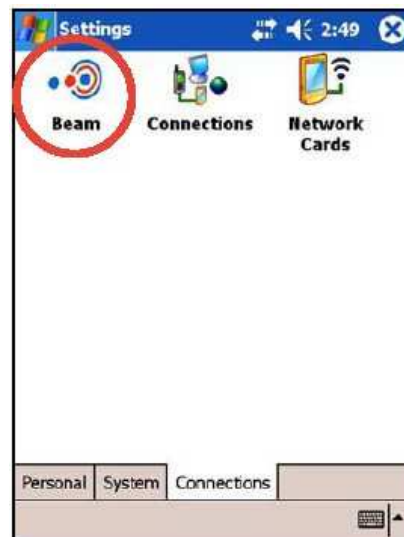 Settings 2:49
Beam Connections Network Cards
Personal System Connections